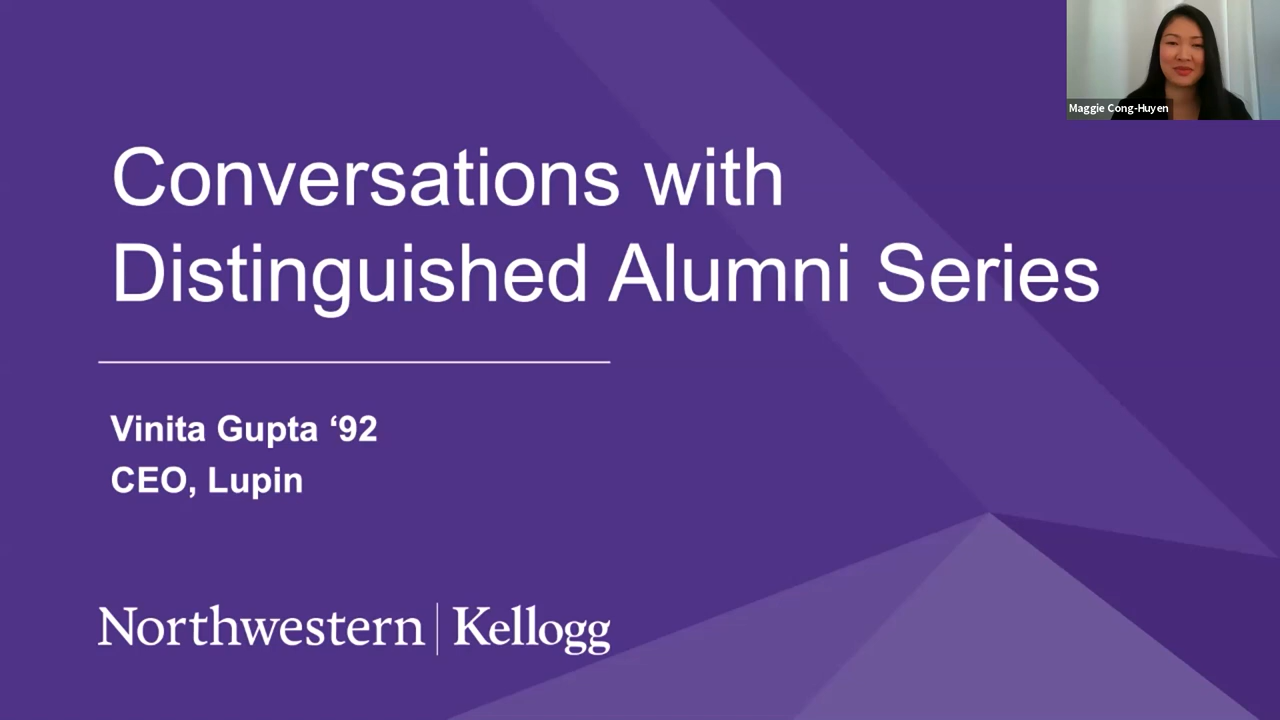 Maggie Cong-Huyen
Conversations with
Distinguished Alumni Series
Vinita Gupta ‘92
CEO, Lupin
Northwestern | Kellogg